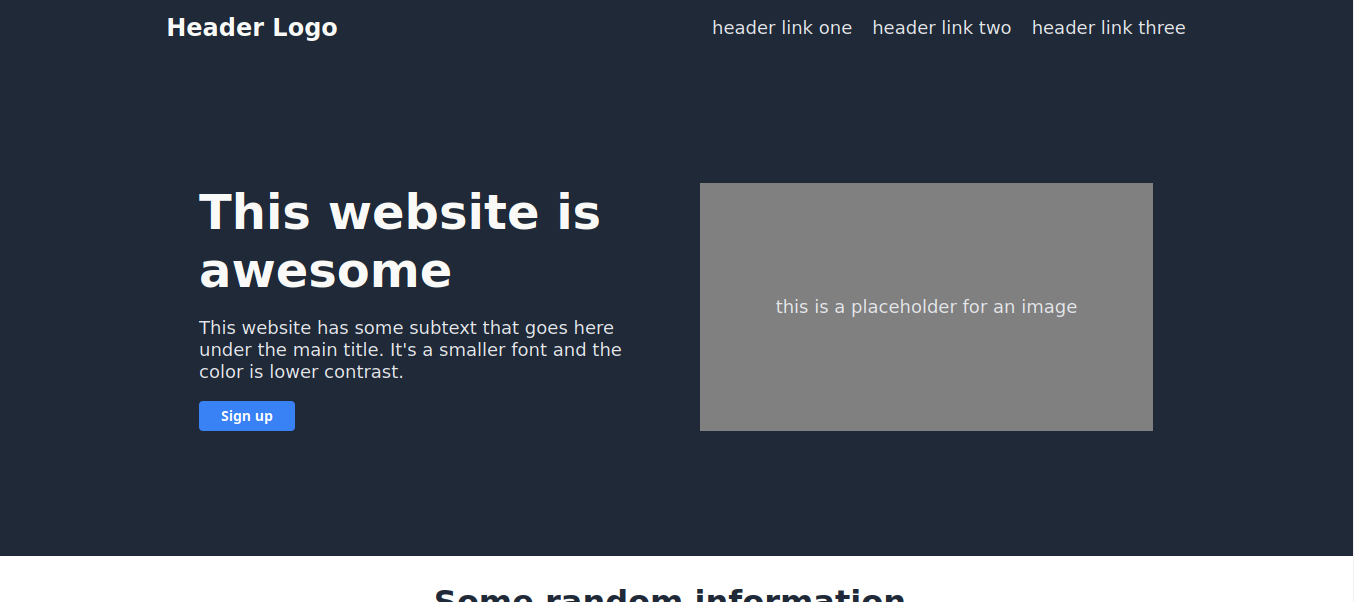 Header Logo
header link one
header link two
header link three
This website is
awesome
This website has some subtext that goes here
under the main title. It's a smaller font and the
color is lower contrast.
Sign up
this is a placeholder for an image
Some random information